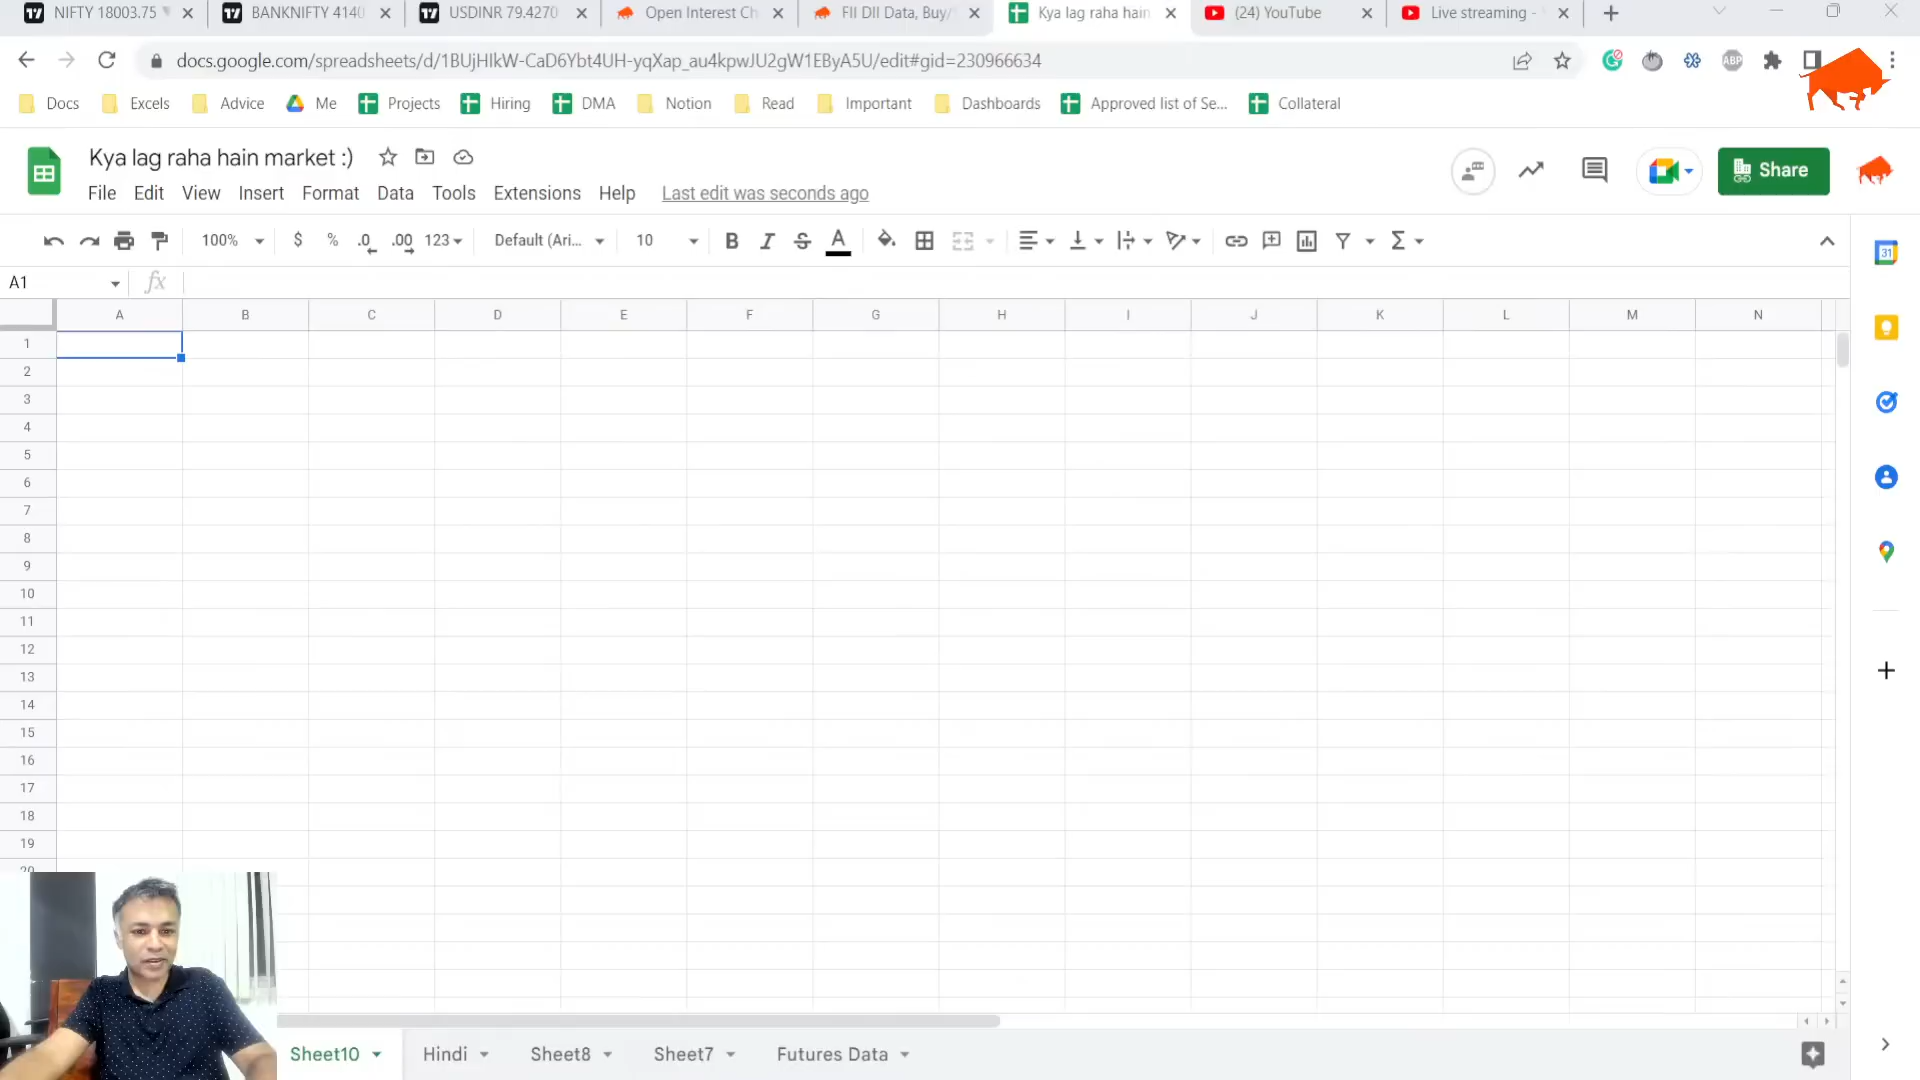 NIFTY 18003.75
BANKNIFTY 4140
USDINR 79.4270
Open Interest Ch
FII DII Data, Buy/
Kya lag raha hain
(24) YouTube
Live streaming -
docs.google.com/spreadsheets/d/1BUjHIkW-CaD6Ybt4UH-yqXap_au4kpwJU2gW1EByA5U/edit#gid=230966634
ABP
Docs Excels Advice Me Projects Hiring DMA Notion Read Important Dashboards Approved list of Se... Collateral
Kya lag raha hain market :)
Share
File Edit View Insert Format Data Tools Extensions Help Last edit was seconds ago
100% $ % .0 .00 123 Default (Ari... 10 B I S A Σ
31
A1 fx
A B C D E F G H I J K L M N
1
2
3
4
5
6
7
8
9
10
11
12
13
14
15
16
17
18
19
20
Sheet10 Hindi Sheet8 Sheet7 Futures Data